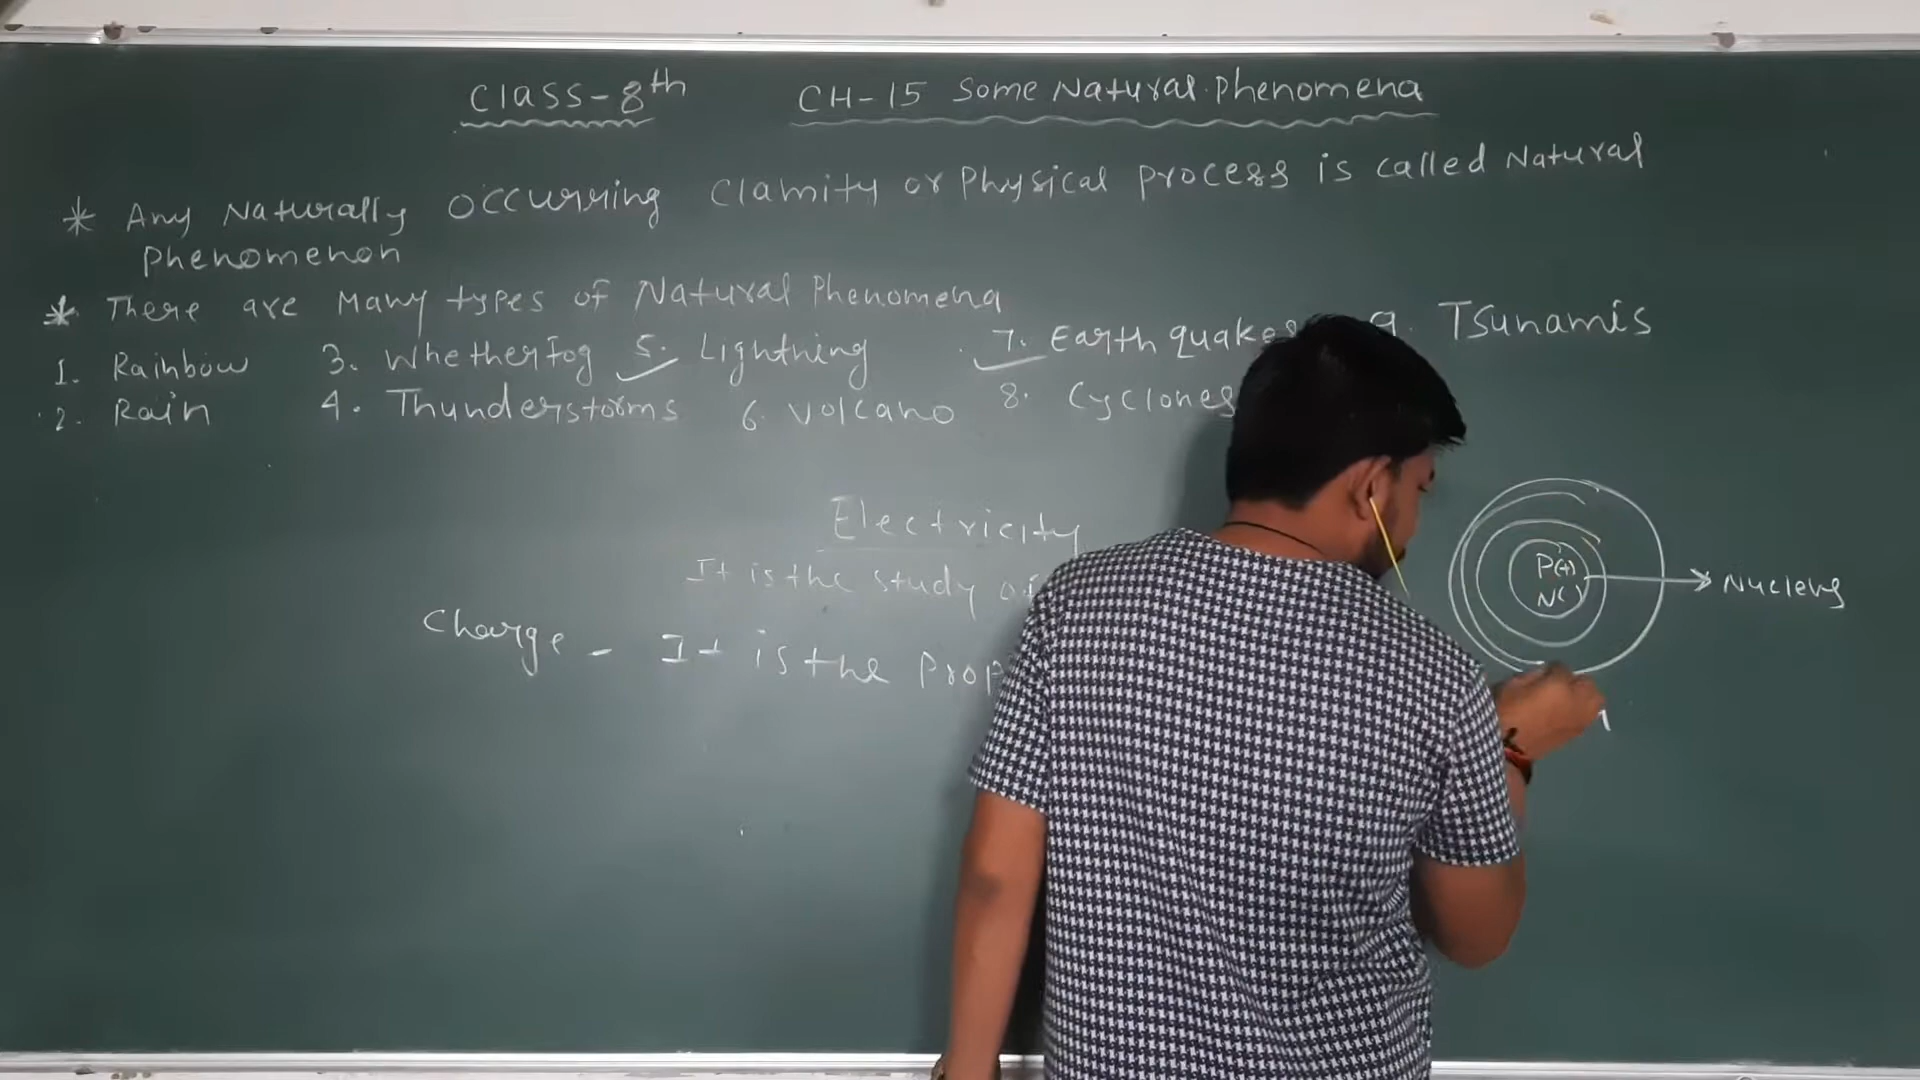 Class-8th CH-15 Some Natural Phenomena
* Any Naturally Occurring Clamity or Physical process is called Natural
Phenomenon
* There are Many types of Natural Phenomena
1. Rainbow 3. Whether Fog 5. Lightning 7. Earth quakes 9. Tsunamis
2. Rain 4. Thunderstorms 6. Volcano 8. Cyclones
Electricity
It is the study of
Charge - It is the Prop
P(+)
N( )
Nucleus